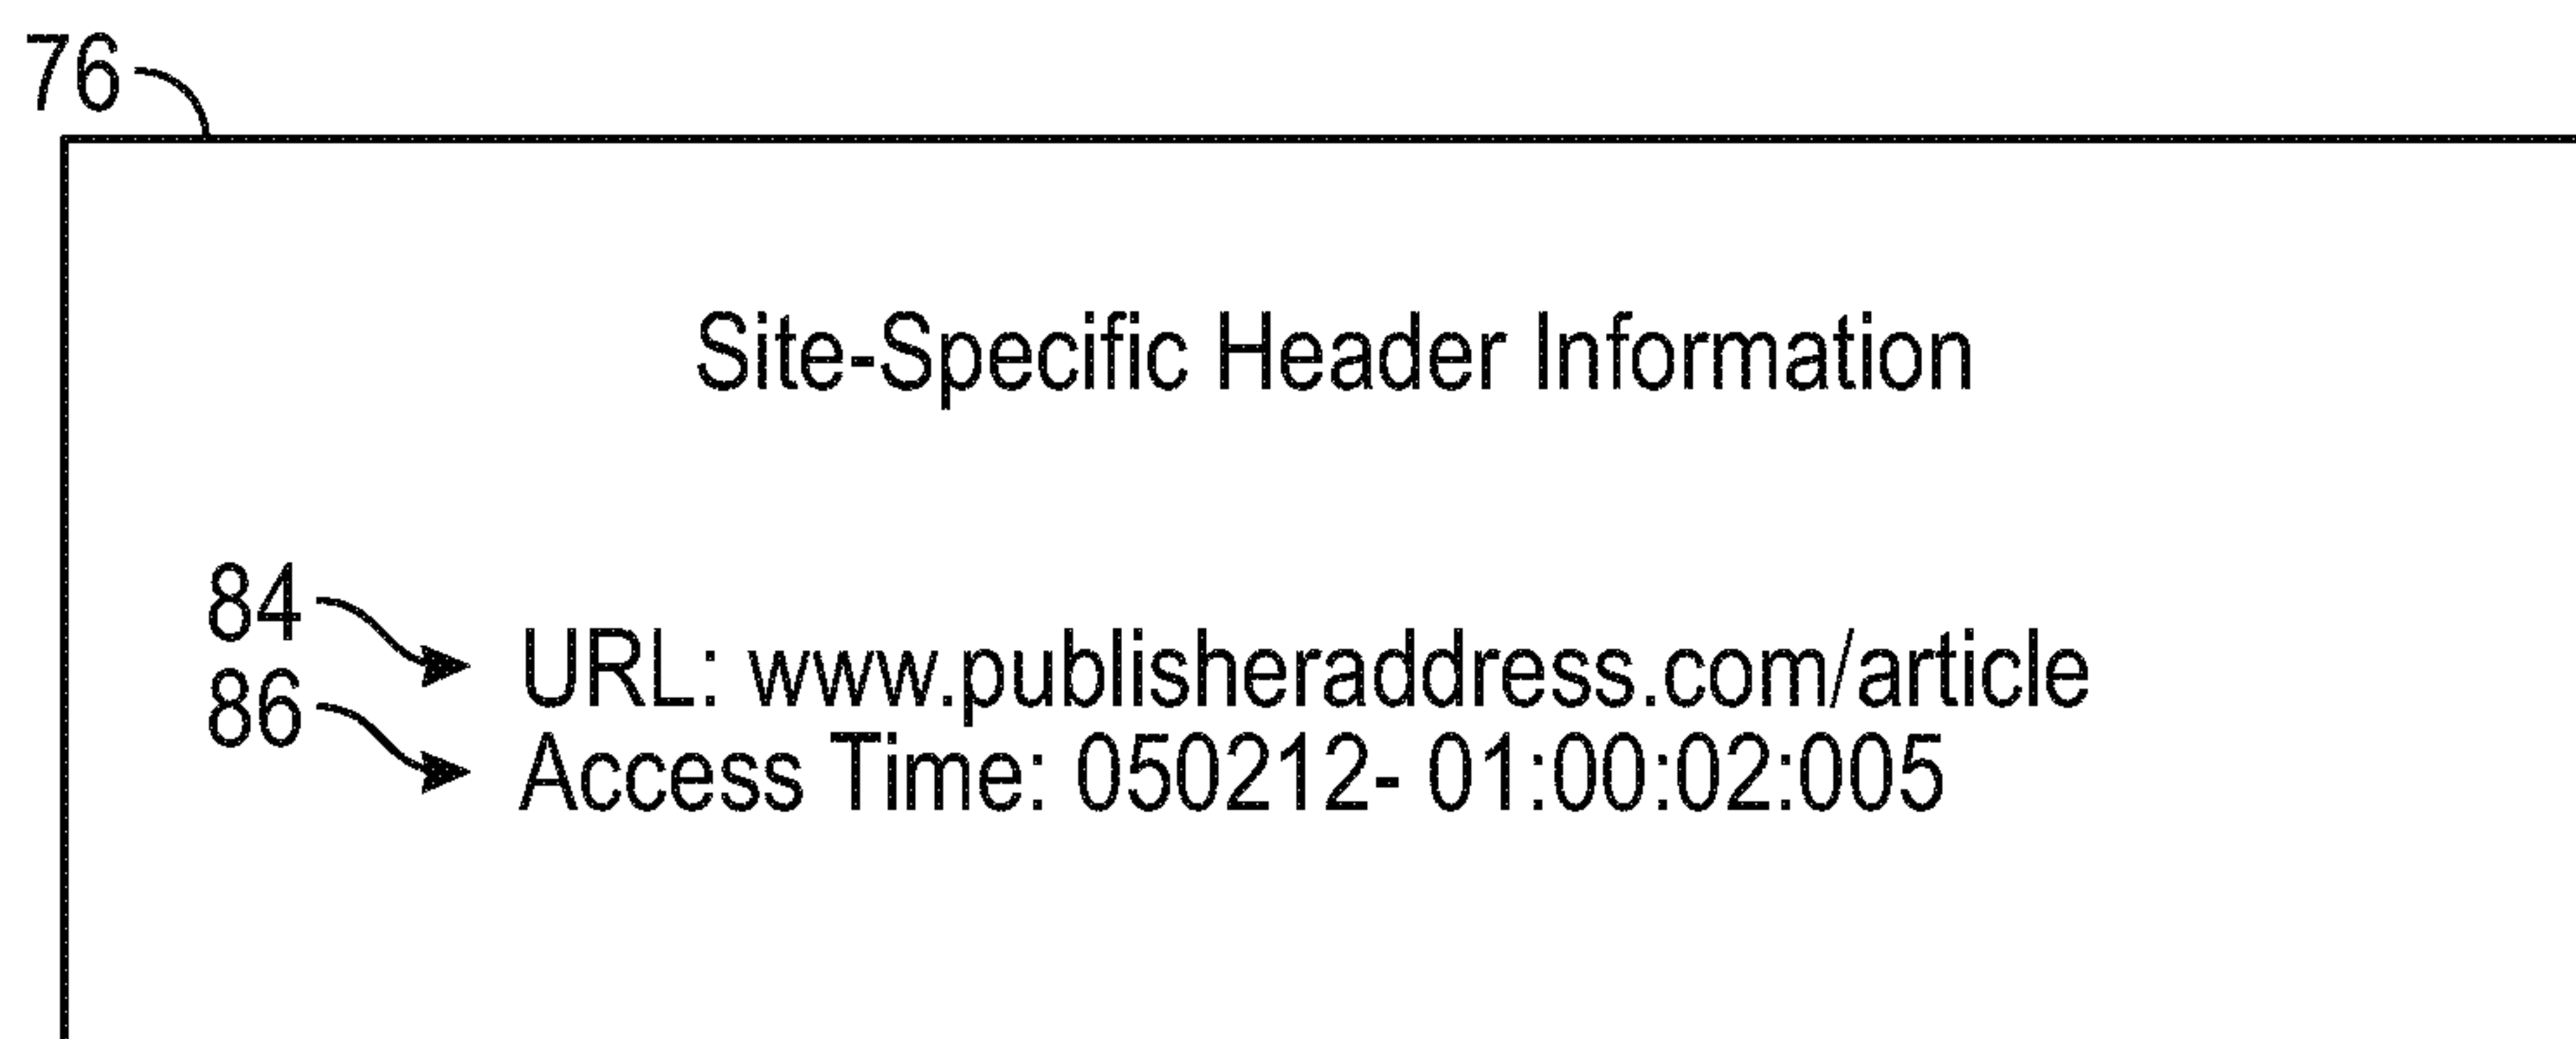 76
Site-Specific Header Information
84
URL: www.publisheraddress.com/article
86
Access Time: 050212- 01:00:02:005